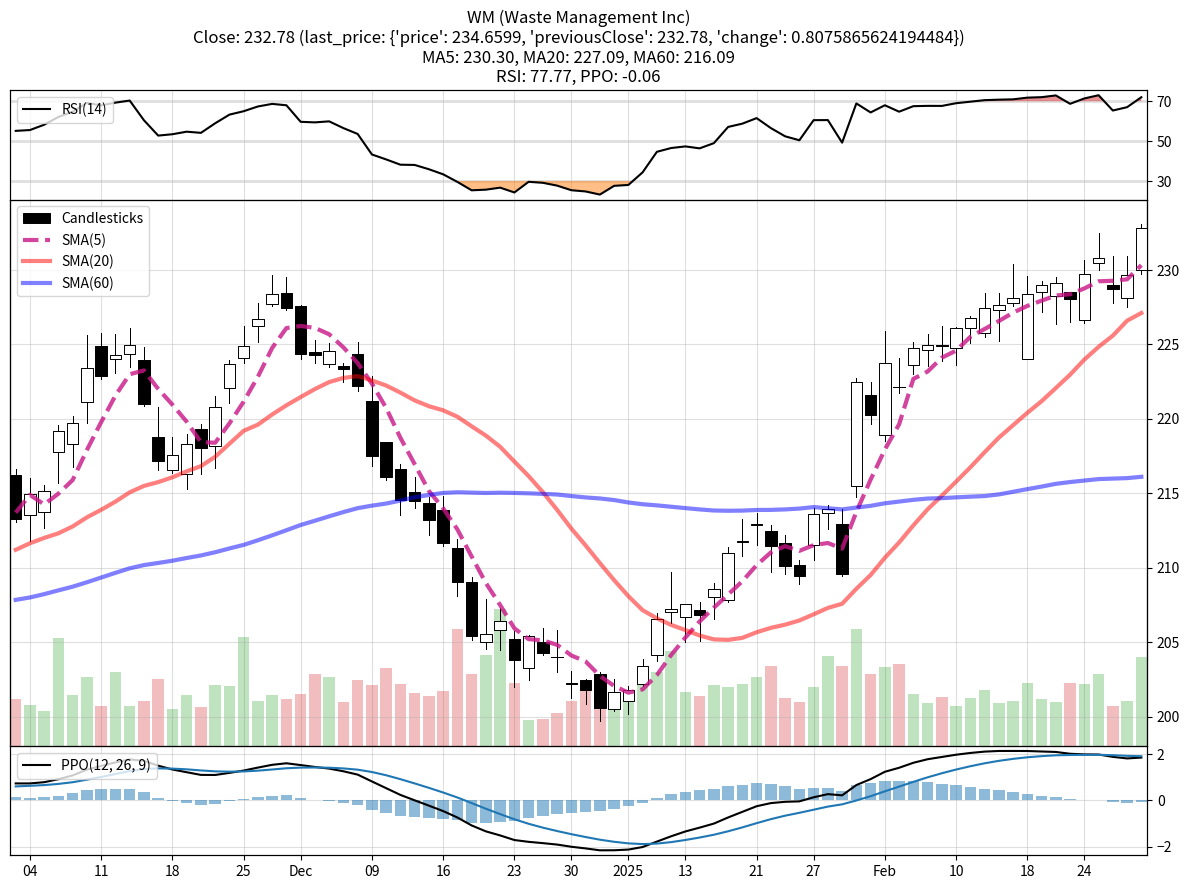 WM (Waste Management Inc)
Close: 232.78 (last_price: {'price': 234.6599, 'previousClose': 232.78, 'change': 0.8075865624194484})
MA5: 230.30, MA20: 227.09, MA60: 216.09
RSI: 77.77, PPO: -0.06
RSI(14)
70
50
30
Candlesticks
SMA(5)
SMA(20)
SMA(60)
230
225
220
215
210
205
200
PPO(12, 26, 9)
2
0
−2
04 11 18 25 Dec 09 16 23 30 2025 13 21 27 Feb 10 18 24